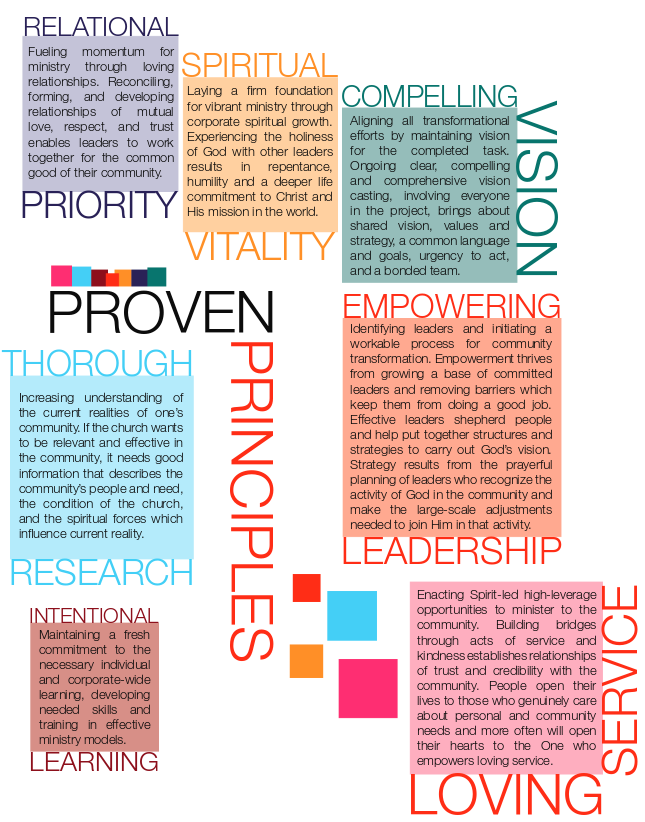 RELATIONAL
Fueling momentum for
ministry through loving
relationships. Reconciling,
forming, and developing
relationships of mutual
love, respect, and trust
enables leaders to work
together for the common
good of their community.
PRIORITY
SPIRITUAL
Laying a firm foundation
for vibrant ministry through
corporate spiritual growth.
Experiencing the holiness
of God with other leaders
results in repentance,
humility and a deeper life
commitment to Christ and
His mission in the world.
VITALITY
COMPELLING
VISION
Aligning all transformational
efforts by maintaining vision
for the completed task.
Ongoing clear, compelling
and comprehensive vision
casting, involving everyone
in the project, brings about
shared vision, values and
strategy, a common language
and goals, urgency to act,
and a bonded team.
PROVEN
PRINCIPLES
THOROUGH
Increasing understanding of
the current realities of one's
community. If the church wants
to be relevant and effective in
the community, it needs good
information that describes the
community's people and need,
the condition of the church,
and the spiritual forces which
influence current reality.
RESEARCH
EMPOWERING
Identifying leaders and initiating a
workable process for community
transformation. Empowerment thrives
from growing a base of committed
leaders and removing barriers which
keep them from doing a good job.
Effective leaders shepherd people
and help put together structures and
strategies to carry out God's vision.
Strategy results from the prayerful
planning of leaders who recognize the
activity of God in the community and
make the large-scale adjustments
needed to join Him in that activity.
LEADERSHIP
INTENTIONAL
Maintaining a fresh
commitment to the
necessary individual
and corporate-wide
learning, developing
needed skills and
training in effective
ministry models.
LEARNING
Enacting Spirit-led high-leverage
opportunities to minister to the
community. Building bridges
through acts of service and
kindness establishes relationships
of trust and credibility with the
community. People open their
lives to those who genuinely care
about personal and community
needs and more often will open
their hearts to the One who
empowers loving service.
LOVING
SERVICE